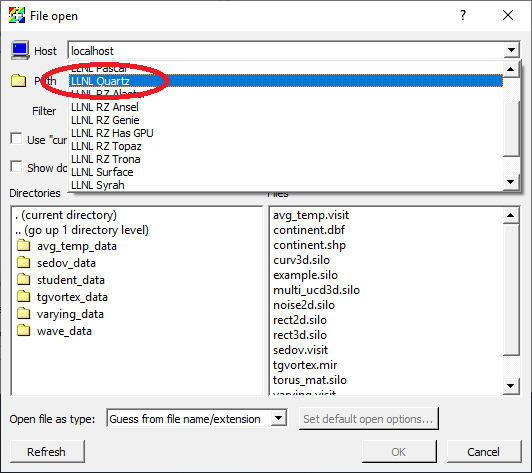 File open
Host localhost
LLNL Pascal
Path LLNL Quartz
LLNL RZ Alastor
Filter LLNL RZ Ansel
LLNL RZ Genie
LLNL RZ Has GPU
Use "cur LLNL RZ Topaz
LLNL RZ Trona
Show do LLNL Surface
LLNL Syrah
Directories Files
. (current directory)
.. (go up 1 directory level)
avg_temp_data
sedov_data
student_data
tgvortex_data
varying_data
wave_data
avg_temp.visit
continent.dbf
continent.shp
curv3d.silo
example.silo
multi_ucd3d.silo
noise2d.silo
rect2d.silo
rect3d.silo
sedov.visit
tgvortex.mir
torus_mat.silo
varying.visit
Open file as type: Guess from file name/extension Set default open options...
Refresh OK Cancel